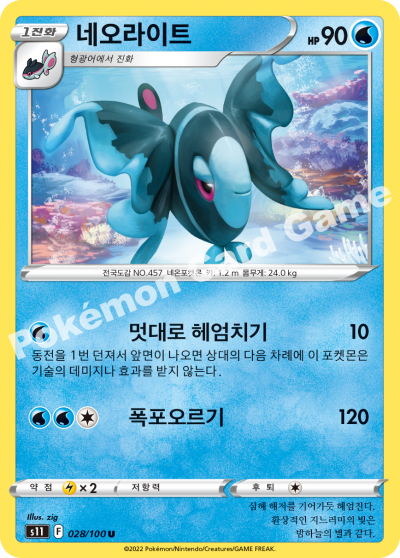 1진화
네오라이트
HP 90
형광어에서 진화
전국도감 NO.457 네온포켓몬 키: 1.2 m 몸무게: 24.0 kg
멋대로 헤엄치기 10
동전을 1번 던져서 앞면이 나오면 상대의 다음 차례에 이 포켓몬은
기술의 데미지나 효과를 받지 않는다.
폭포오르기 120
약점 ×2 저항력 후퇴
심해 해저를 기어가듯 헤엄친다.
환상적인 지느러미의 빛은
밤하늘의 별과 같다.
Illus. zig
s11 F 028/100 U
©2022 Pokémon/Nintendo/Creatures/GAME FREAK.
Pokémon Card Game